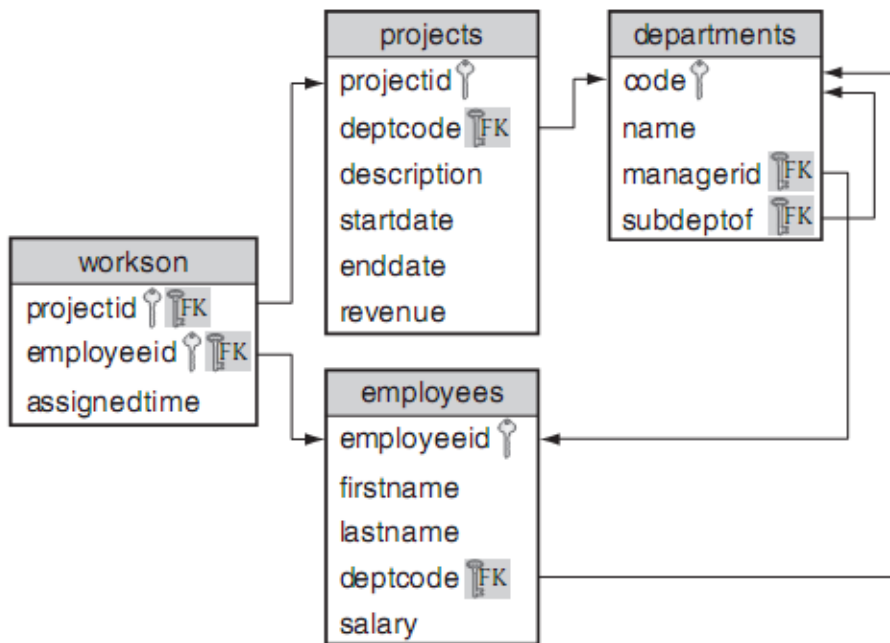 projects
projectid
deptcode FK
description
startdate
enddate
revenue
departments
code
name
managerid FK
subdeptof FK
workson
projectid FK
employeeid FK
assignedtime
employees
employeeid
firstname
lastname
deptcode FK
salary